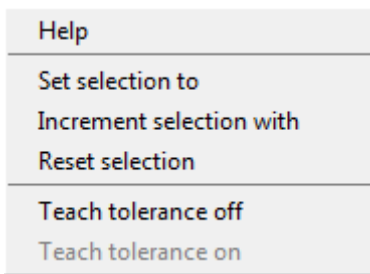 Help
Set selection to
Increment selection with
Reset selection
Teach tolerance off
Teach tolerance on